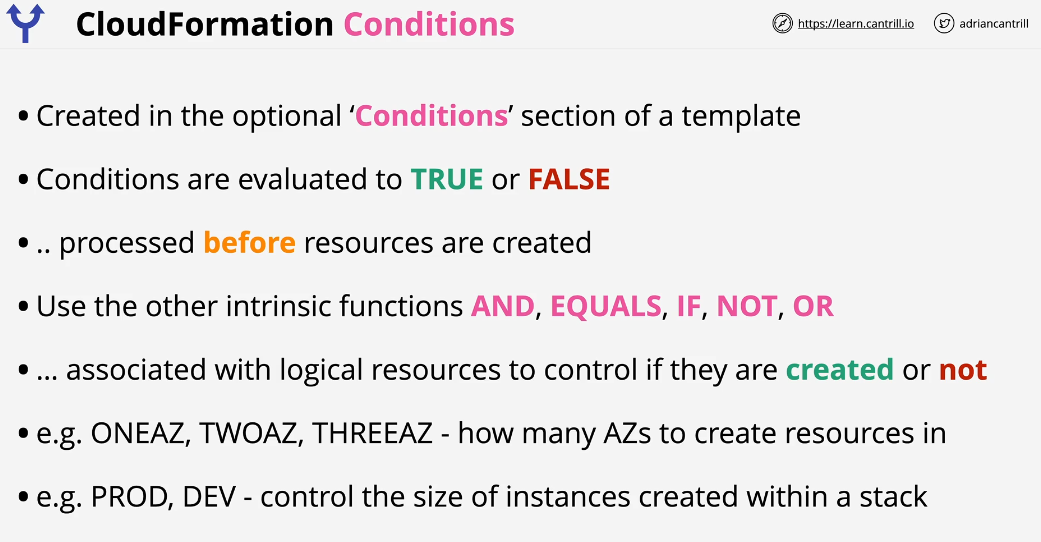 CloudFormation Conditions
https://learn.cantrill.io
adriancantrill
• Created in the optional ‘Conditions’ section of a template
• Conditions are evaluated to TRUE or FALSE
• .. processed before resources are created
• Use the other intrinsic functions AND, EQUALS, IF, NOT, OR
• ... associated with logical resources to control if they are created or not
• e.g. ONEAZ, TWOAZ, THREEAZ - how many AZs to create resources in
• e.g. PROD, DEV - control the size of instances created within a stack